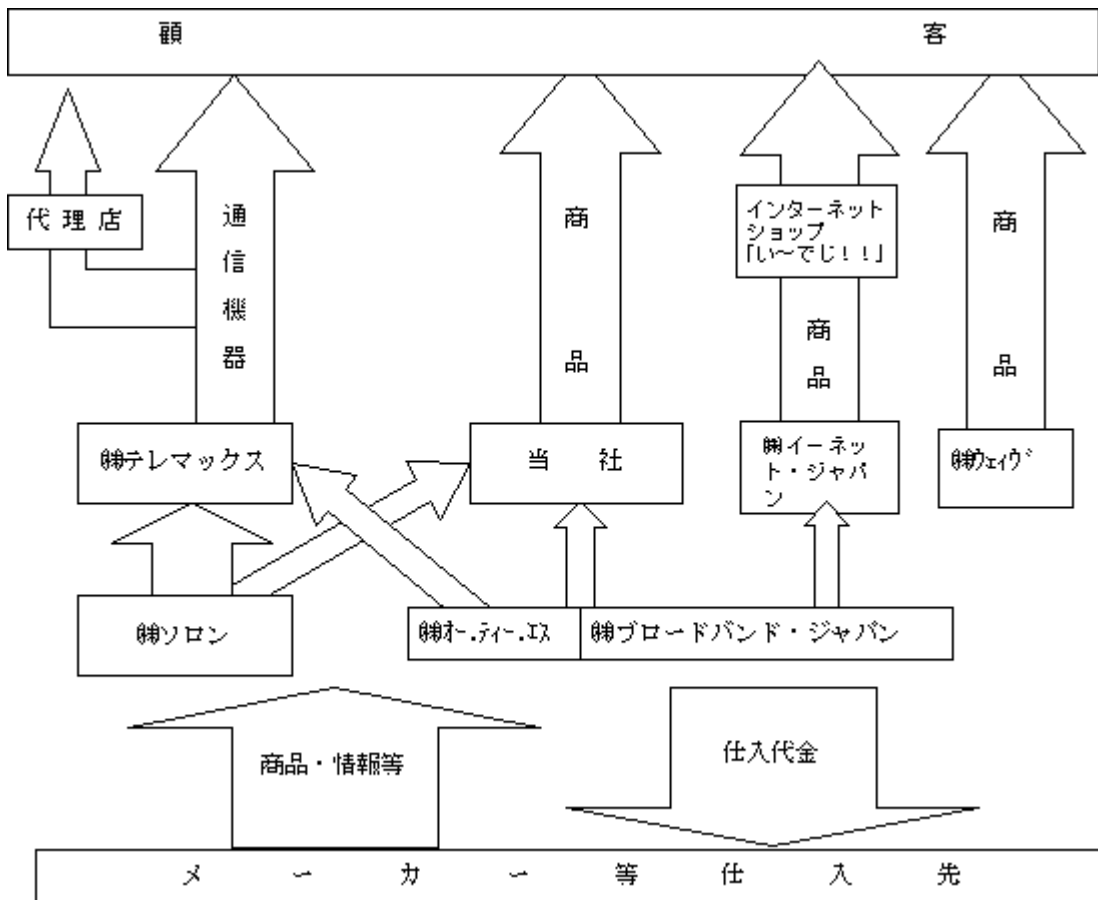 顧客
代理店
通信機器
商品
インターネット
ショップ
「い～でじ！！」
商品
商品
㈱テレマックス
当社
㈱イーネッ
ト・ジャパ
ン
㈱ウェイヴ
㈱ソロン
㈱オー.ティー.エス
㈱ブロードバンド・ジャパン
商品・情報等
仕入代金
メーカー等仕入先